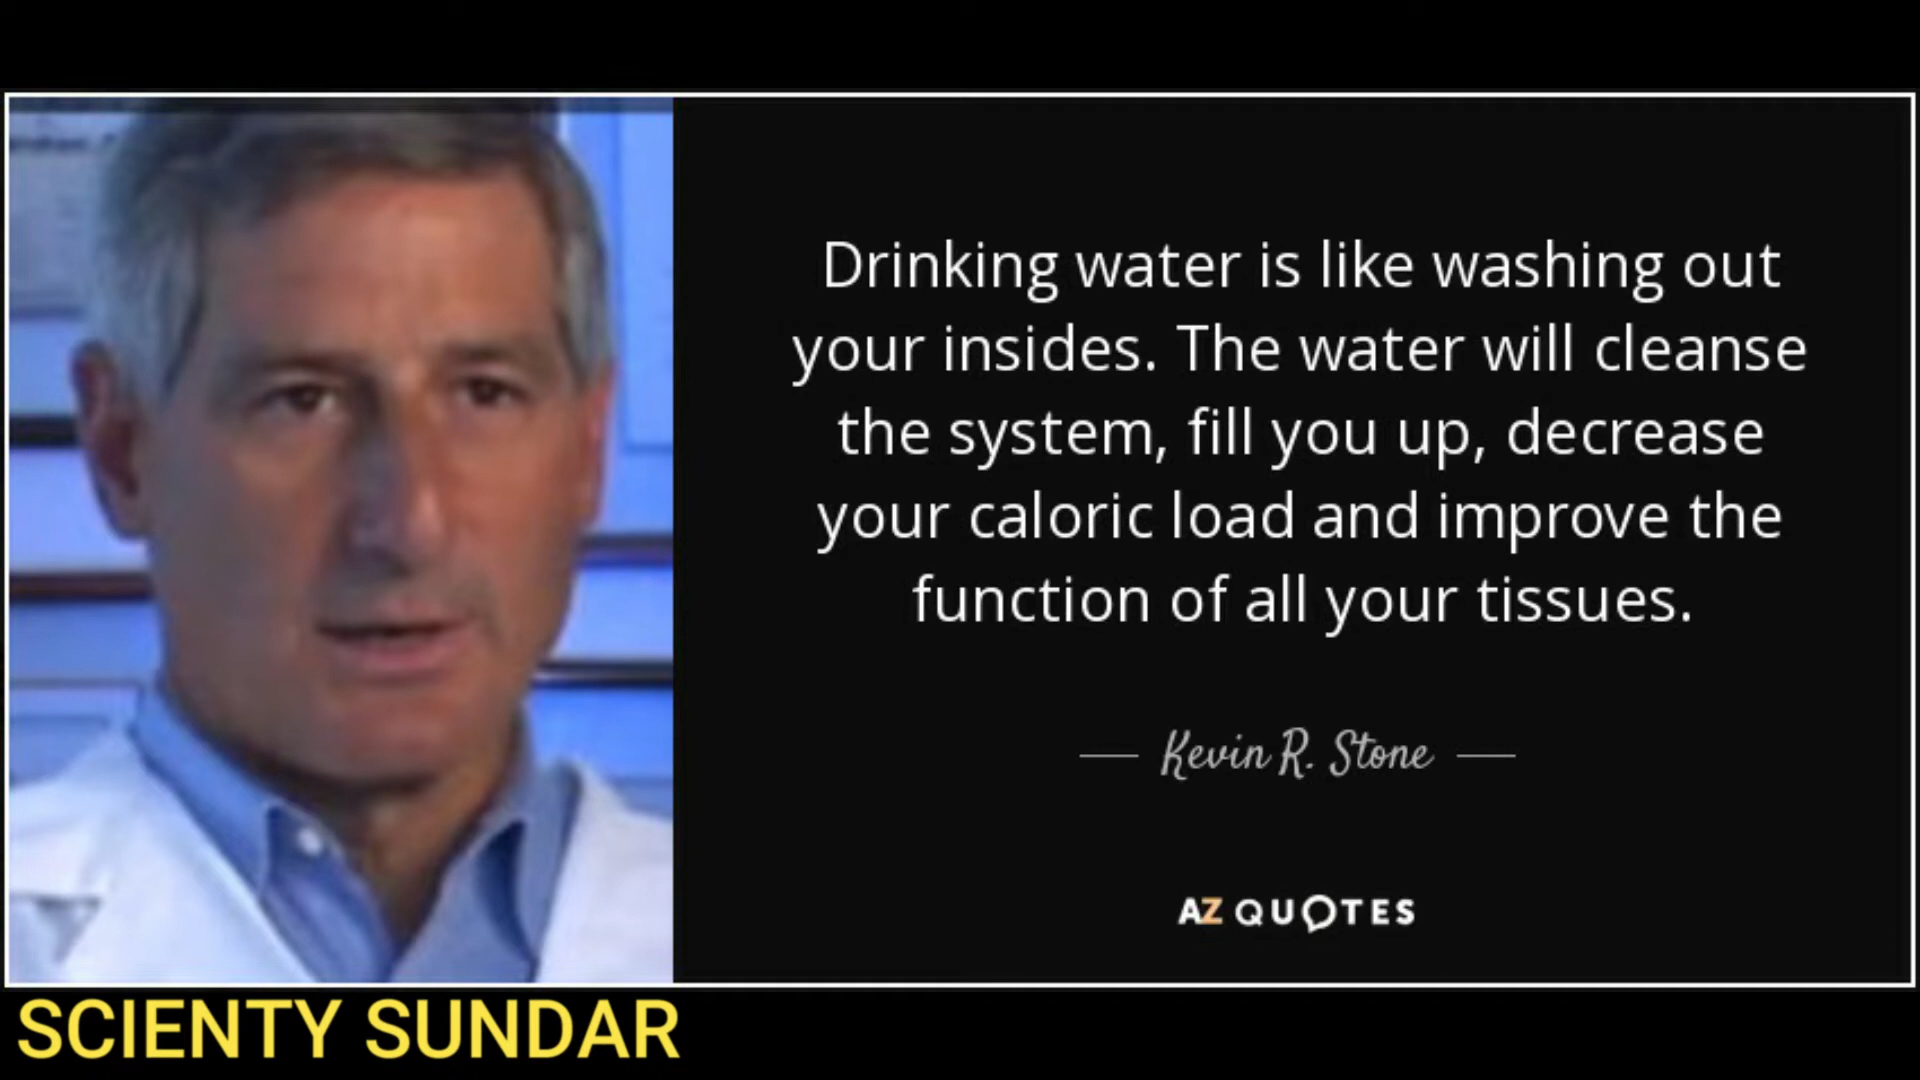 Drinking water is like washing out
your insides. The water will cleanse
the system, fill you up, decrease
your caloric load and improve the
function of all your tissues.
Kevin R. Stone
AZ QUOTES
SCIENTY SUNDAR